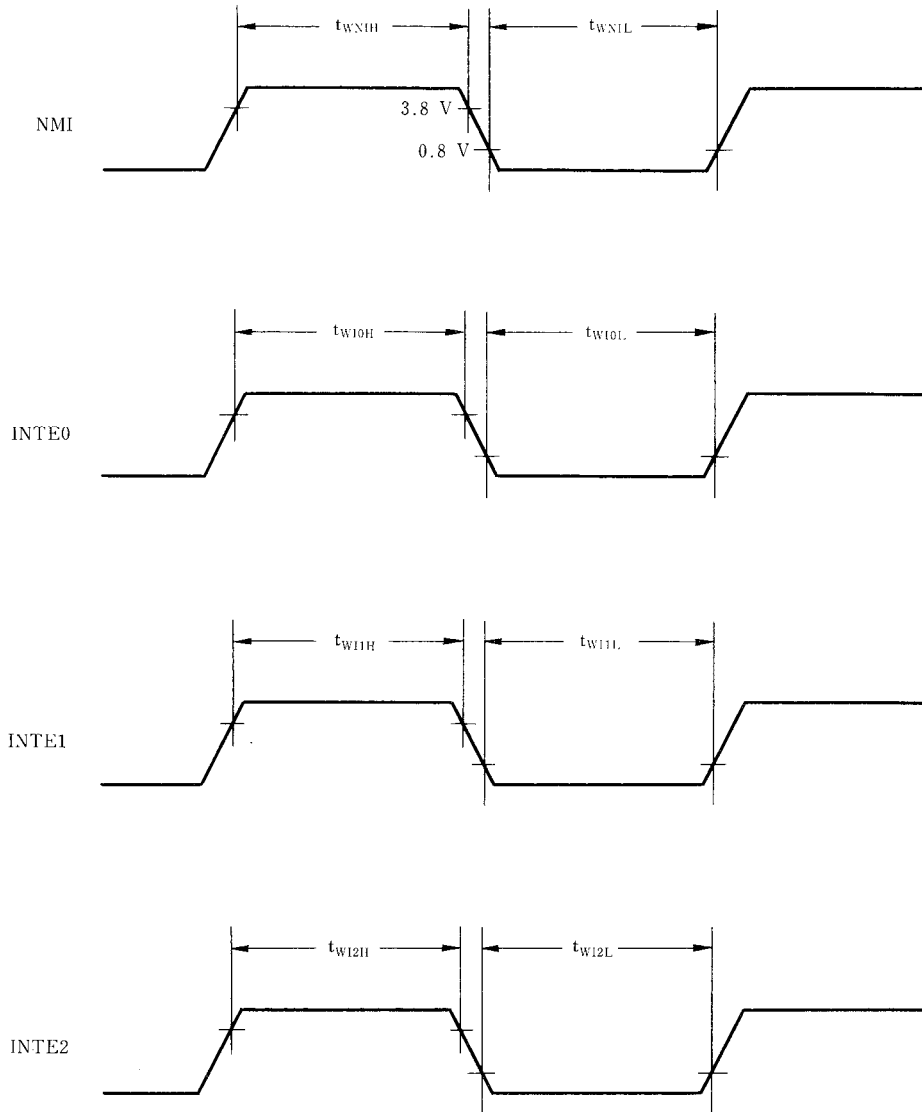 tWNIH
tWNIL
NMI
3.8 V
0.8 V
tWI0H
tWI0L
INTE0
tWI1H
tWI1L
INTE1
tWI2H
tWI2L
INTE2